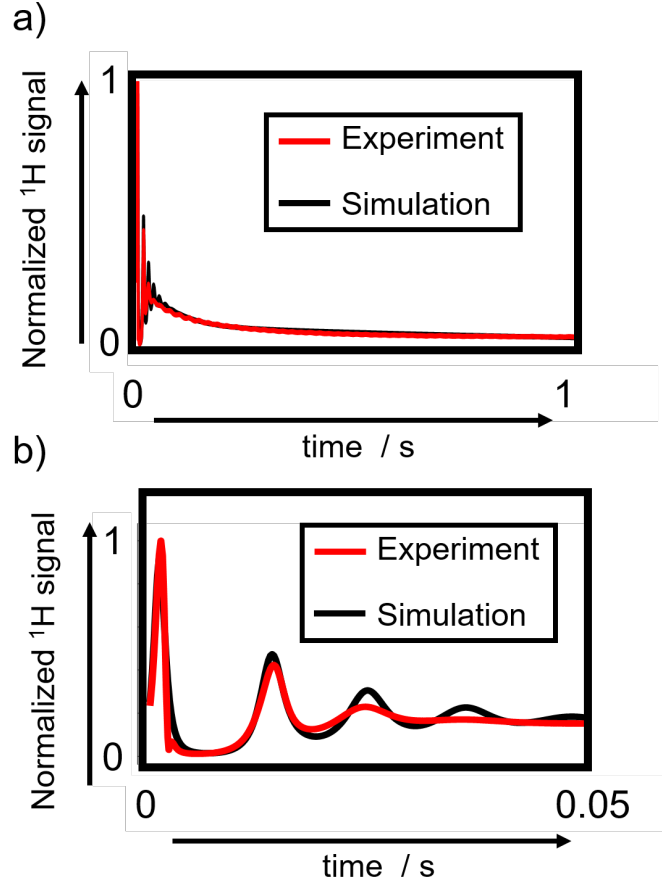 a)
Normalized ¹H signal
1
0
Experiment
Simulation
0
1
time / s
b)
Normalized ¹H signal
1
0
Experiment
Simulation
0
0.05
time / s